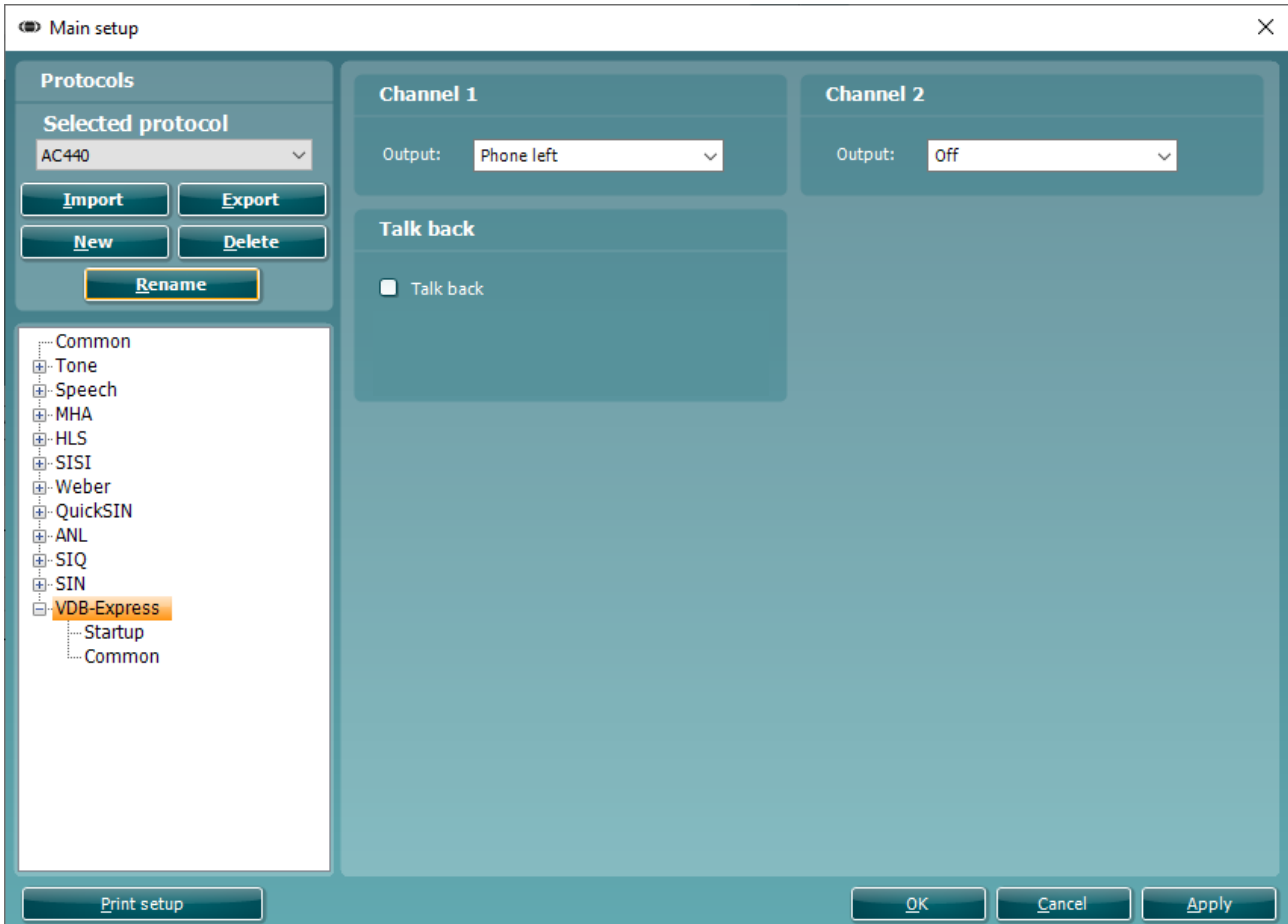 Main setup
Protocols
Selected protocol
AC440
Import
Export
New
Delete
Rename
Common
Tone
Speech
MHA
HLS
SISI
Weber
QuickSIN
ANL
SIQ
SIN
VDB-Express
Startup
Common
Channel 1
Output: Phone left
Channel 2
Output: Off
Talk back
Talk back
Print setup
OK
Cancel
Apply